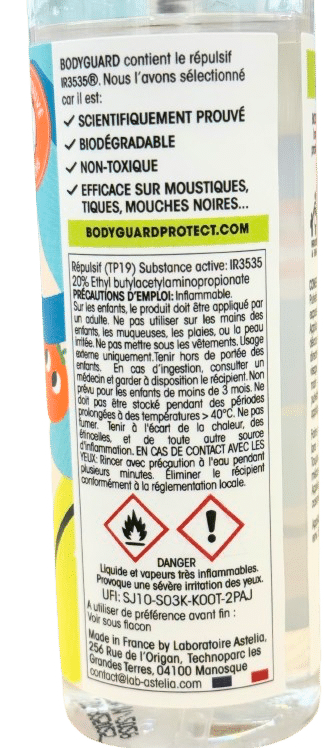 BODYGUARD contient le répulsif
IR3535®. Nous l'avons sélectionné
car il est:
✓ SCIENTIFIQUEMENT PROUVÉ
✓ BIODÉGRADABLE
✓ NON-TOXIQUE
✓ EFFICACE SUR MOUSTIQUES,
TIQUES, MOUCHES NOIRES...
BODYGUARDPROTECT.COM
Répulsif (TP19) Substance active: IR3535
20% Ethyl butylacetylaminopropionate
PRÉCAUTIONS D'EMPLOI: Inflammable.
Sur les enfants, le produit doit être appliqué par
un adulte. Ne pas utiliser sur les mains des
enfants, les muqueuses, les plaies, ou la peau
irritée. Ne pas mettre sous les vêtements. Usage
externe uniquement. Tenir hors de portée des
enfants. En cas d'ingestion, consulter un
médecin et garder à disposition le récipient. Non
prévu pour les enfants de moins de 3 mois. Ne
doit pas être stocké pendant des périodes
prolongées à des températures > 40°C. Ne pas
fumer. Tenir à l'écart de la chaleur, des
étincelles, et de toute autre source
d'inflammation. EN CAS DE CONTACT AVEC LES
YEUX: Rincer avec précaution à l'eau pendant
plusieurs minutes. Éliminer le récipient
conformément à la réglementation locale.
DANGER
Liquide et vapeurs très inflammables.
Provoque une sévère irritation des yeux.
UFI: SJ10-S03K-K00T-2PAJ
A utiliser de préférence avant fin :
Voir sous flacon
Made in France by Laboratoire Astelia,
256 Rue de l'Origan, Technoparc les
Grandes Terres, 04100 Manosque
contact@lab-astelia.com